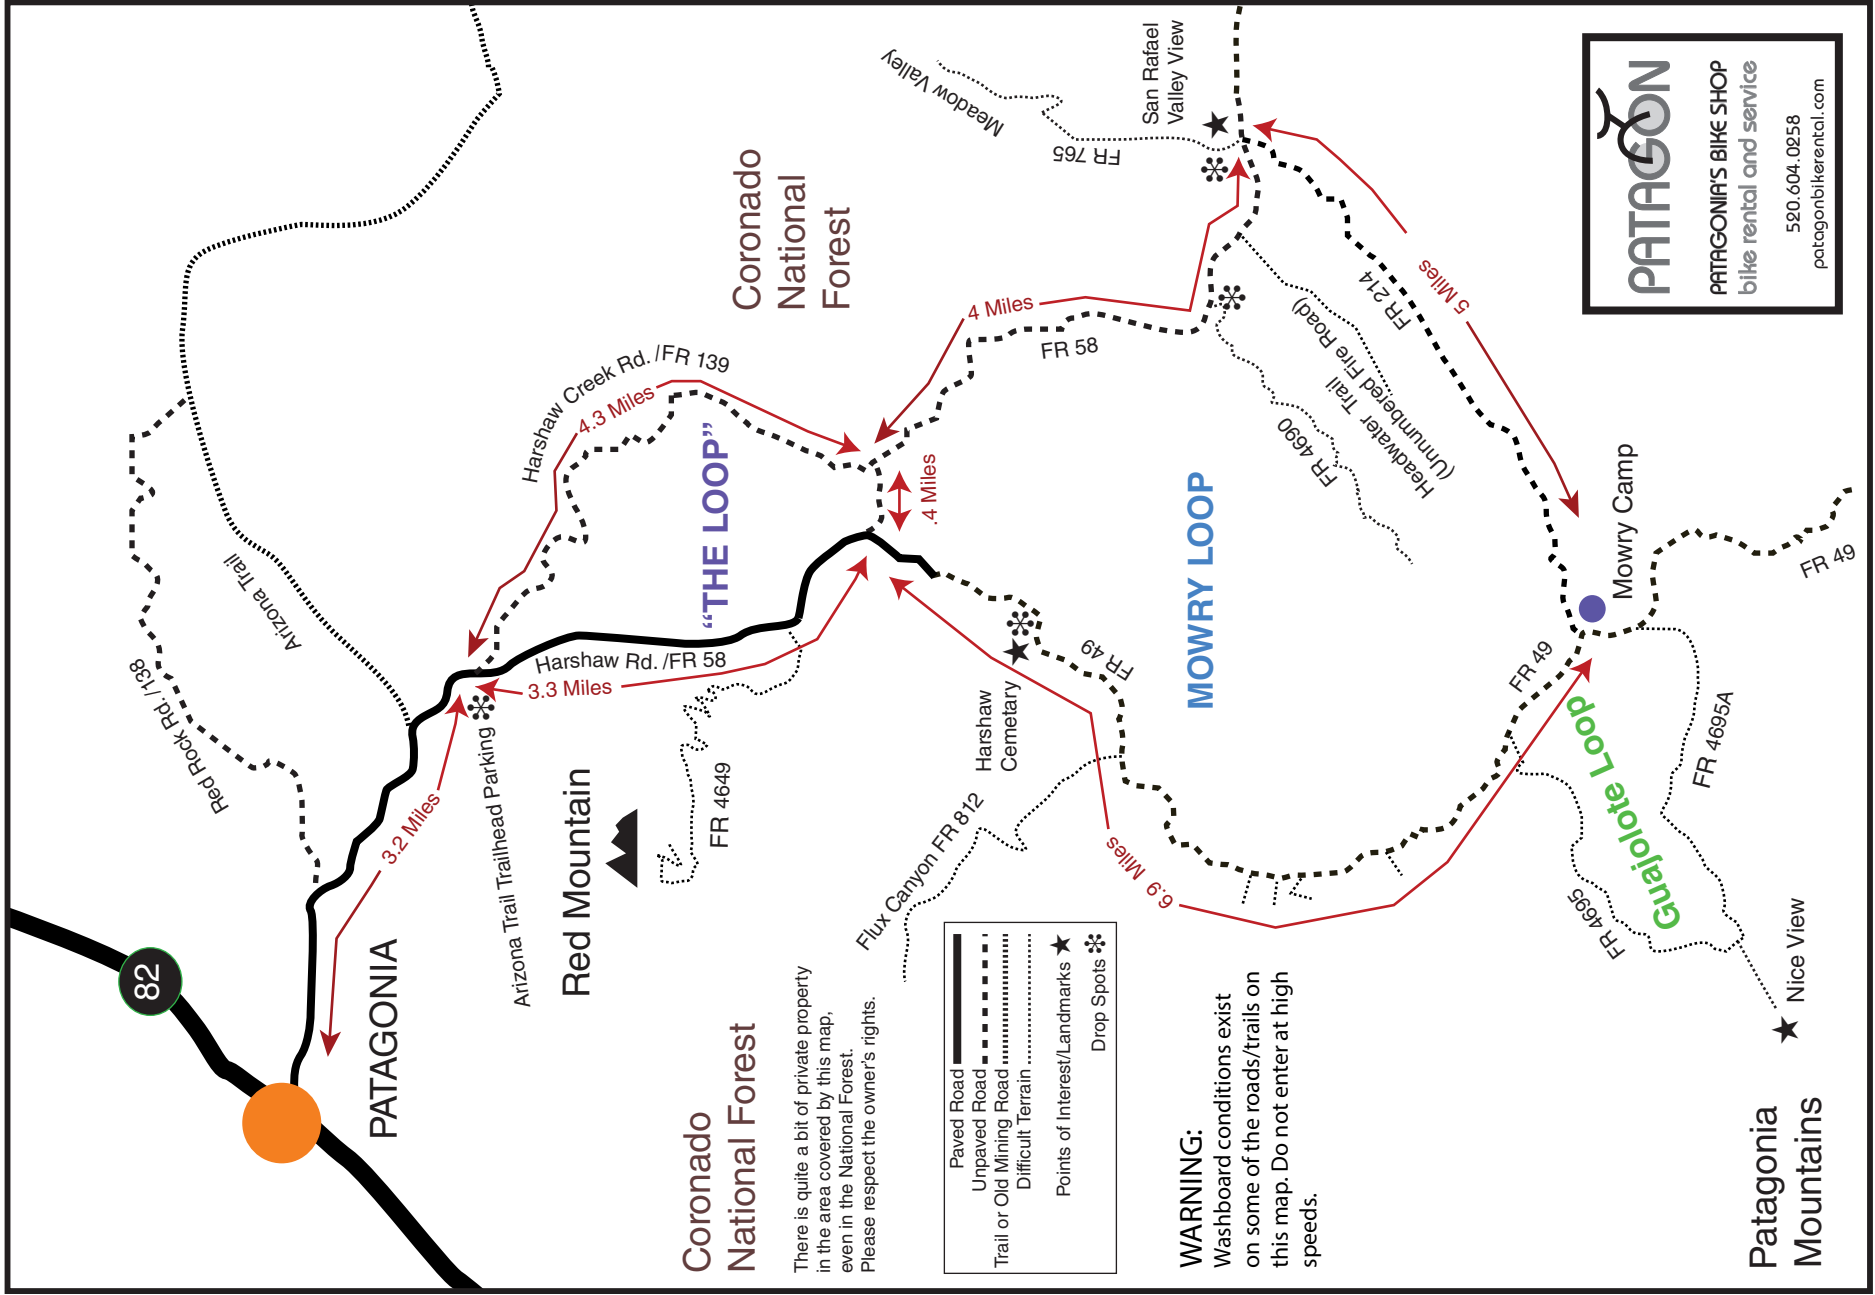 82
PATAGONIA
Red Rock Rd./138
Arizona Trail
Arizona Trail Trailhead Parking
3.2 Miles
Harshaw Creek Rd. /FR 139
4.3 Miles
Harshaw Rd. /FR 58
3.3 Miles
"THE LOOP"
Red Mountain
FR 4649
Coronado
National
Forest
Meadow Valley
FR 765
San Rafael
Valley View
4 Miles
FR 58
.4 Miles
5 Miles
FR 214
Headwater Trail
(Unnumbered Fire Road)
FR 4690
MOWRY LOOP
Harshaw
Cemetary
FR 49
Flux Canyon FR 812
6.9 Miles
Mowry Camp
FR 49
FR 49
Guajolote Loop
FR 4695A
FR 4695
Nice View
Patagonia
Mountains
Coronado
National Forest
There is quite a bit of private property
in the area covered by this map,
even in the National Forest.
Please respect the owner's rights.
Paved Road
Unpaved Road
Trail or Old Mining Road
Difficult Terrain
Points of Interest/Landmarks
Drop Spots
WARNING:
Washboard conditions exist
on some of the roads/trails on
this map. Do not enter at high
speeds.
PATAGON
PATAGONIA'S BIKE SHOP
bike rental and service
520.604.0258
patagonbikerental.com